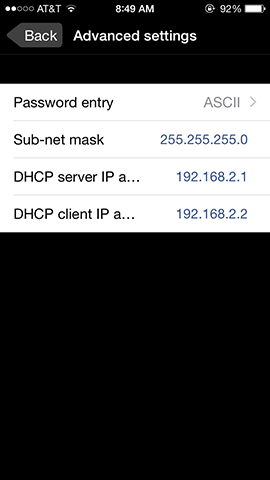 AT&T 8:49 AM 92%
Back Advanced settings
Password entry ASCII
Sub-net mask 255.255.255.0
DHCP server IP a... 192.168.2.1
DHCP client IP a... 192.168.2.2